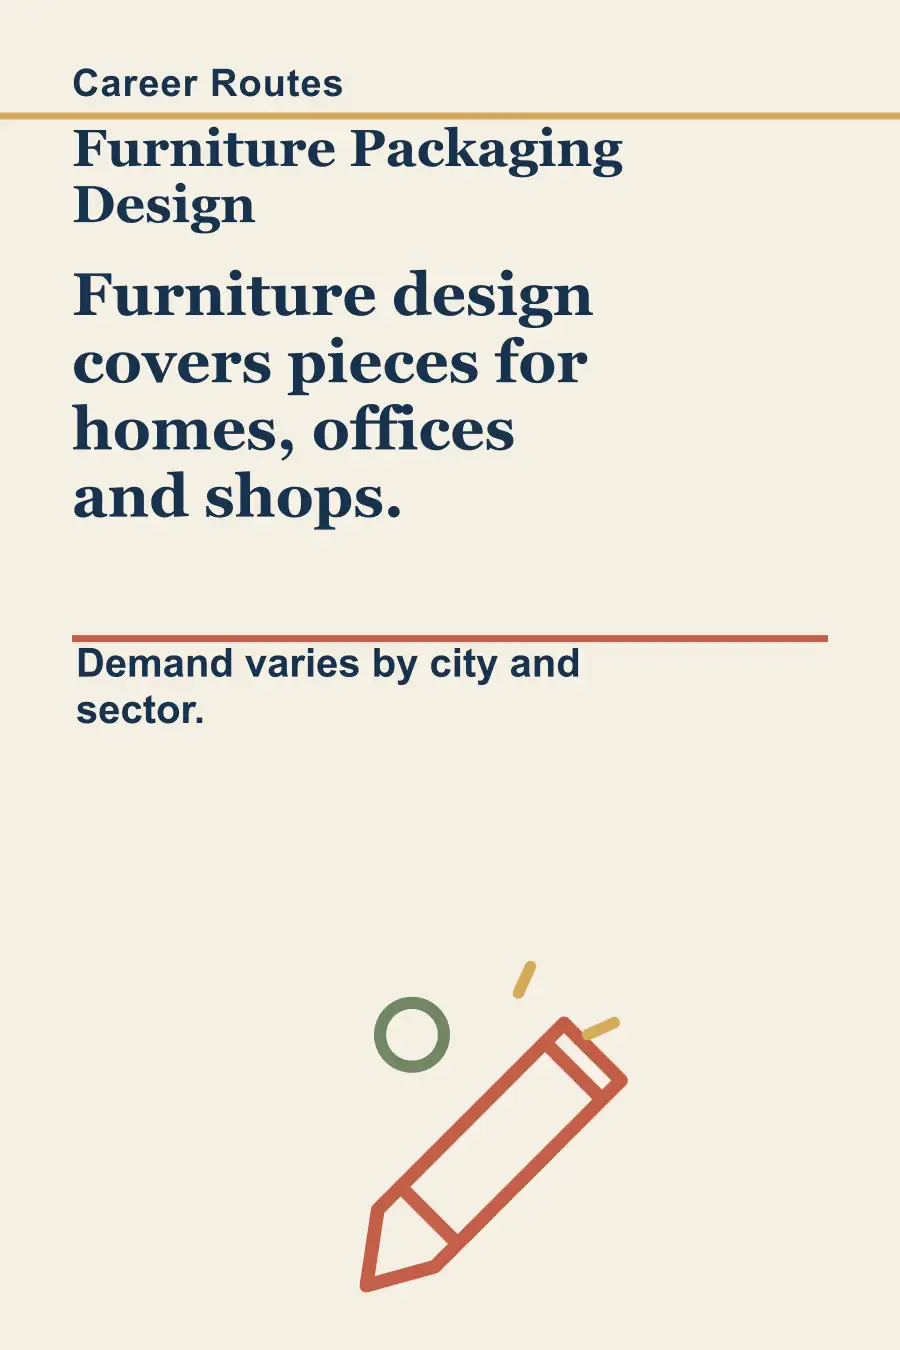 Career Routes
Furniture Packaging
Design
Furniture design
covers pieces for
homes, offices
and shops.
Demand varies by city and
sector.